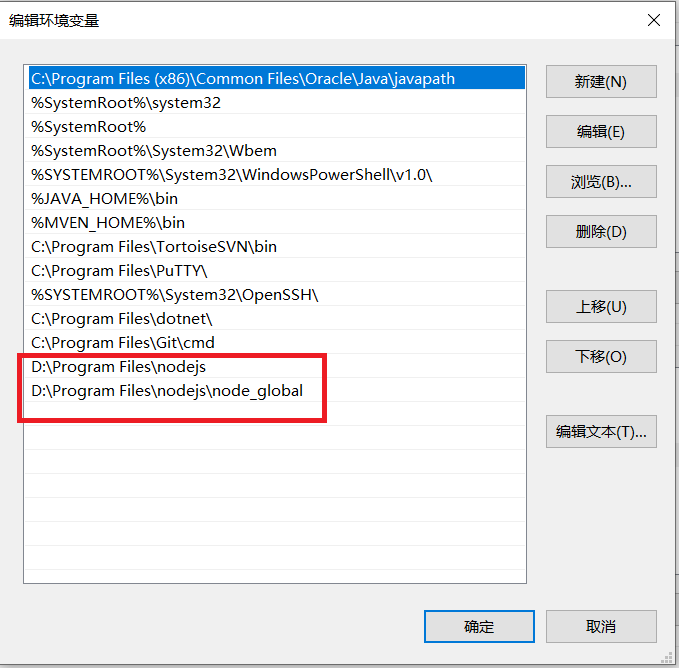 编辑环境变量
C:\Program Files (x86)\Common Files\Oracle\Java\javapath
%SystemRoot%\system32
%SystemRoot%
%SystemRoot%\System32\Wbem
%SYSTEMROOT%\System32\WindowsPowerShell\v1.0\
%JAVA_HOME%\bin
%MVEN_HOME%\bin
C:\Program Files\TortoiseSVN\bin
C:\Program Files\PuTTY\
%SYSTEMROOT%\System32\OpenSSH\
C:\Program Files\dotnet\
C:\Program Files\Git\cmd
D:\Program Files\nodejs
D:\Program Files\nodejs\node_global
新建(N)
编辑(E)
浏览(B)...
删除(D)
上移(U)
下移(O)
编辑文本(T)...
确定
取消